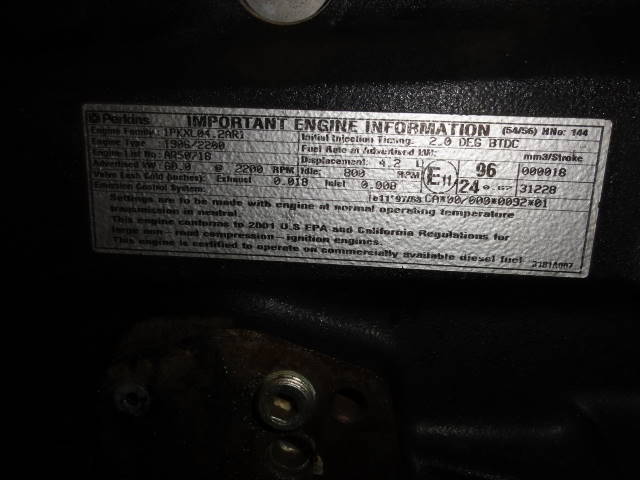 Perkins IMPORTANT ENGINE INFORMATION (54/56) HNo: 144
Engine Family: 1PKXL04.2AR1 Initial Injection Timing: 2.0 DEG BTDC
Engine Type 1906/2200 Fuel Rate at Advertised kW: 96 mm3/Stroke
Engine List No AR50718 Displacement: 4.2 L 000018
Advertised kW 60.0 @ 2200 RPM Idle: 800 RPM E11 24 31228
Valve Lash Cold (inches): Exhaust 0.018 Inlet 0.008
Emission Control System: e11*97/68 CA*00/000*0092*01
Settings are to be made with engine at normal operating temperature
transmission in neutral.
This engine conforms to 2001 U.S EPA and California Regulations for
large non - road compression - ignition engines.
This engine is certified to operate on commercially available diesel fuel
3181A007